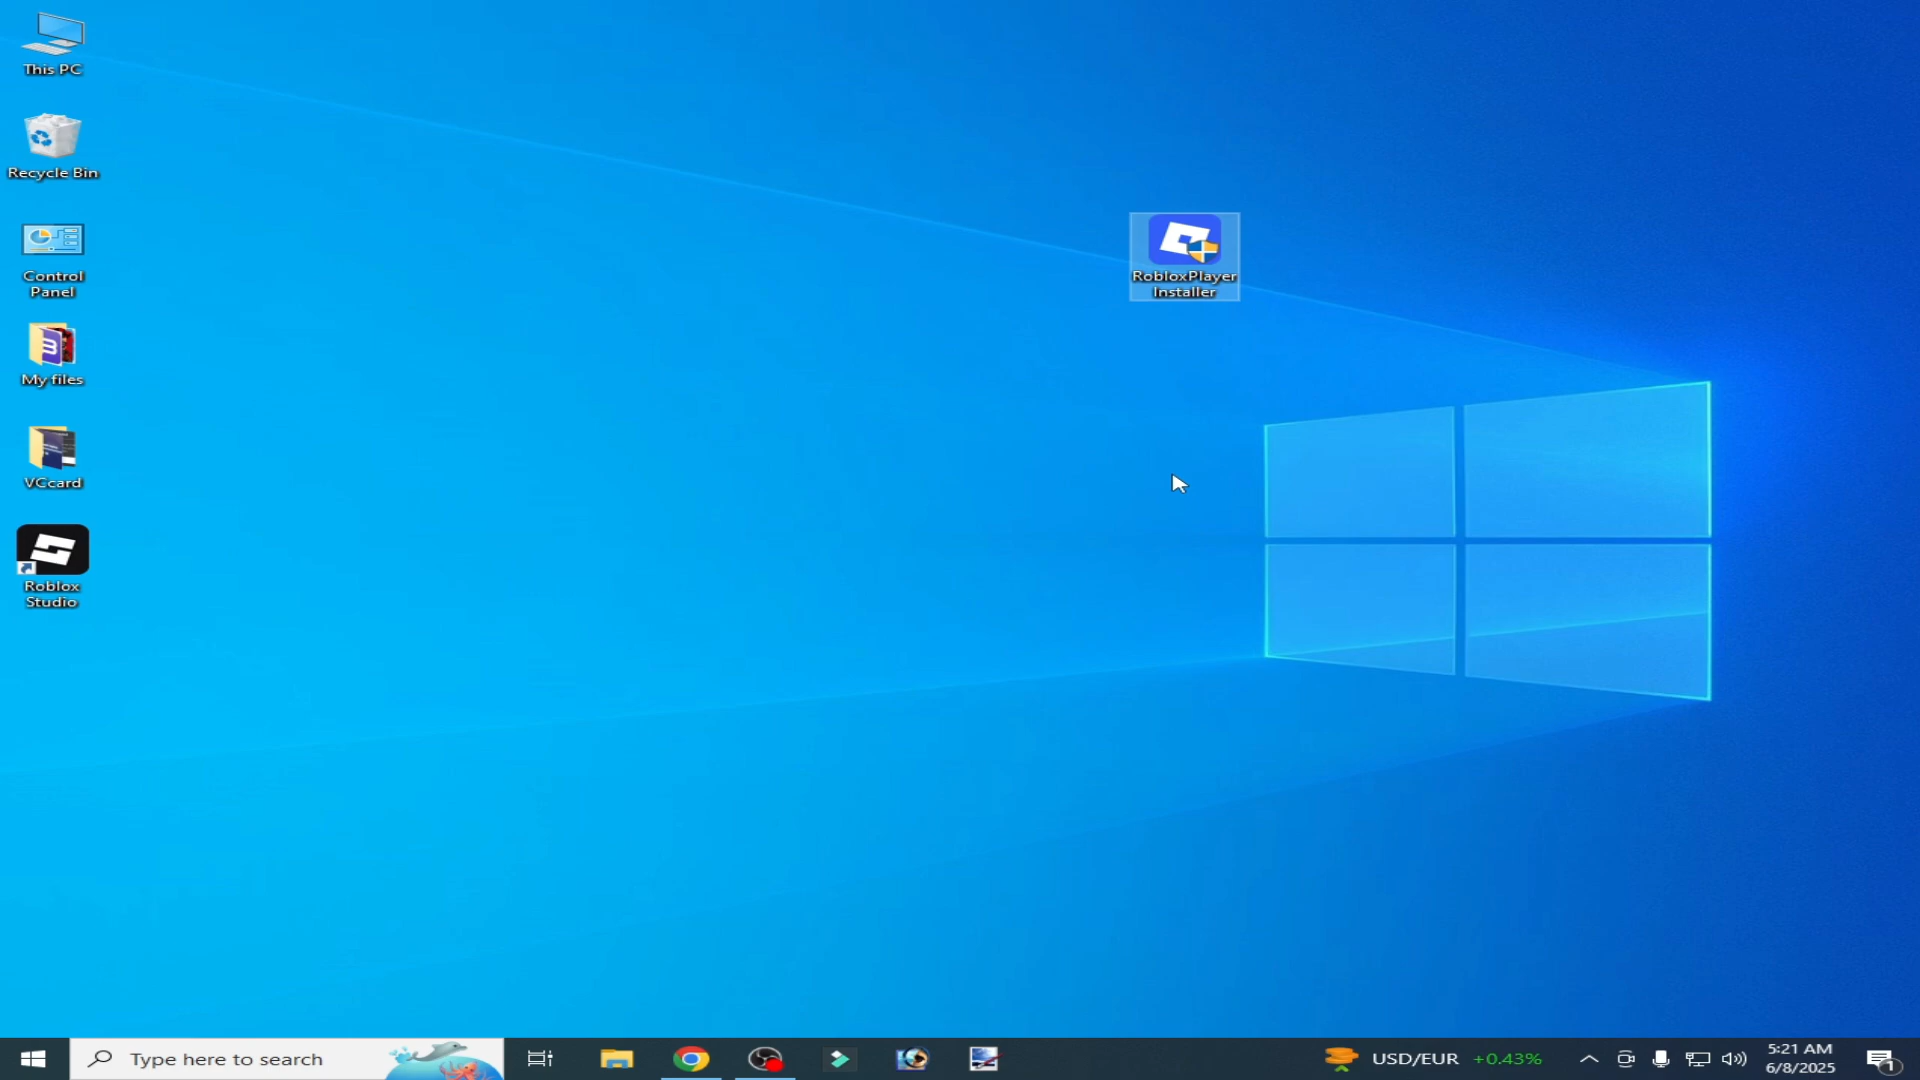 This PC
Recycle Bin
Control
Panel
My files
VCcard
Roblox
Studio
RobloxPlayer
Installer
Type here to search
USD/EUR +0.43%
5:21 AM
6/8/2025
1